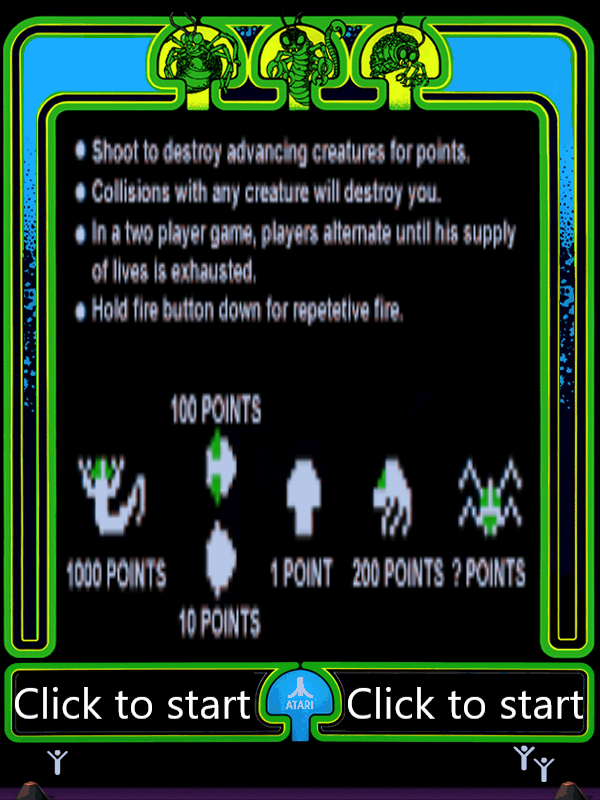 • Shoot to destroy advancing creatures for points.
• Collisions with any creature will destroy you.
• In a two player game, players alternate until his supply
of lives is exhausted.
• Hold fire button down for repetetive fire.
100 POINTS
1000 POINTS
1 POINT
200 POINTS
? POINTS
10 POINTS
Click to start
ATARI
Click to start